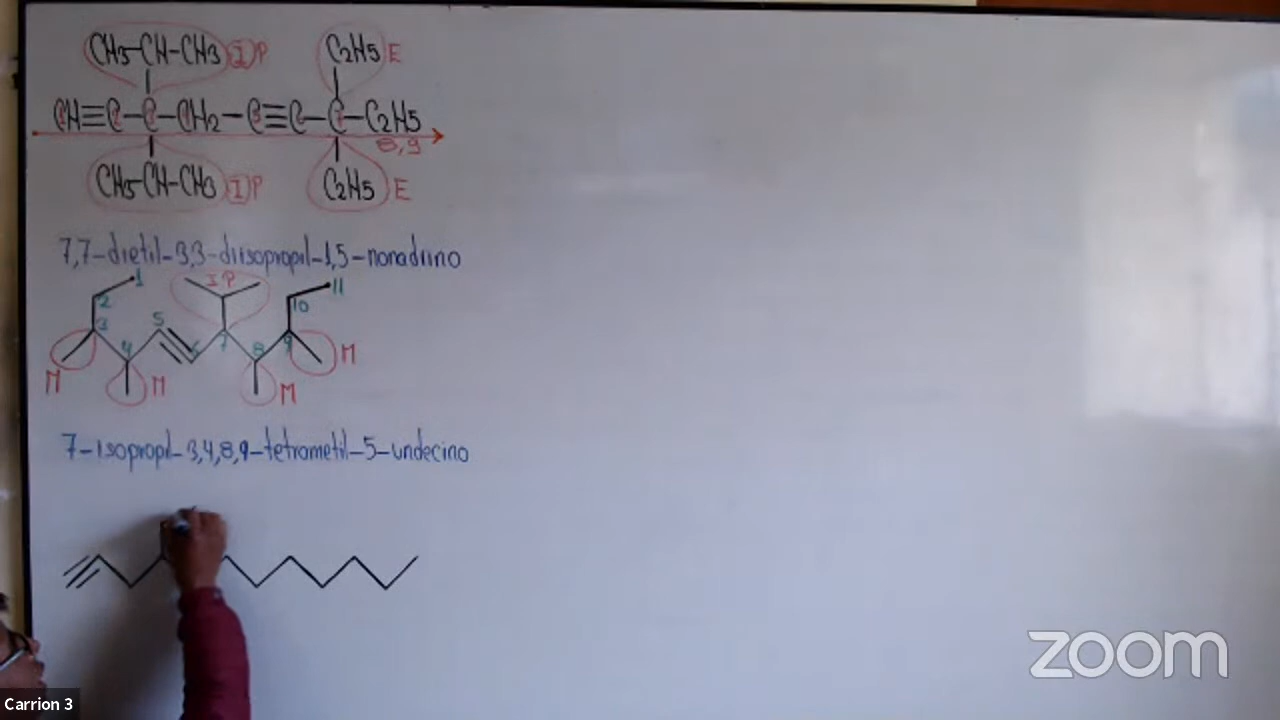 CH3-CH-CH3 IP C2H5 E
CH≡C-C-CH2-C≡C-C-C2H5
8,9
CH3-CH-CH3 IP C2H5 E
7,7-dietil-3,3-diisopropil-1,5-nonadiino
1 IP 11
2 10
3 5
4 6 7 8 9 M
M M M
7-isopropil-3,4,8,9-tetrametil-5-undecino
zoom
Carrion 3